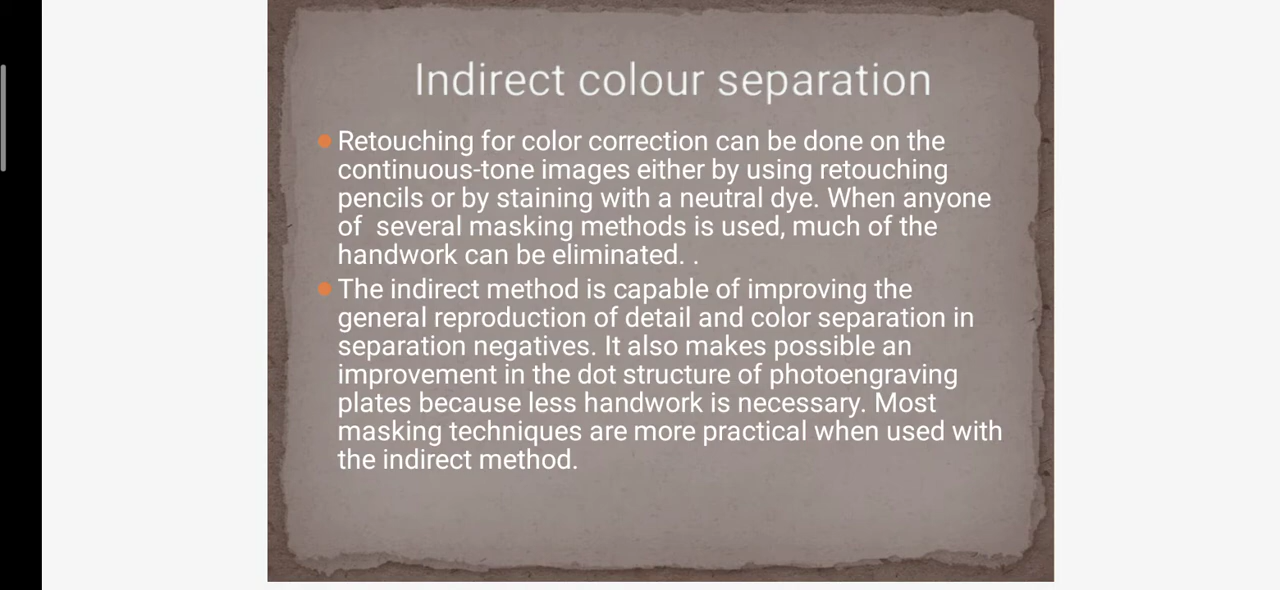 Indirect colour separation
Retouching for color correction can be done on the
continuous-tone images either by using retouching
pencils or by staining with a neutral dye. When anyone
of  several masking methods is used, much of the
handwork can be eliminated. .
The indirect method is capable of improving the
general reproduction of detail and color separation in
separation negatives. It also makes possible an
improvement in the dot structure of photoengraving
plates because less handwork is necessary. Most
masking techniques are more practical when used with
the indirect method.